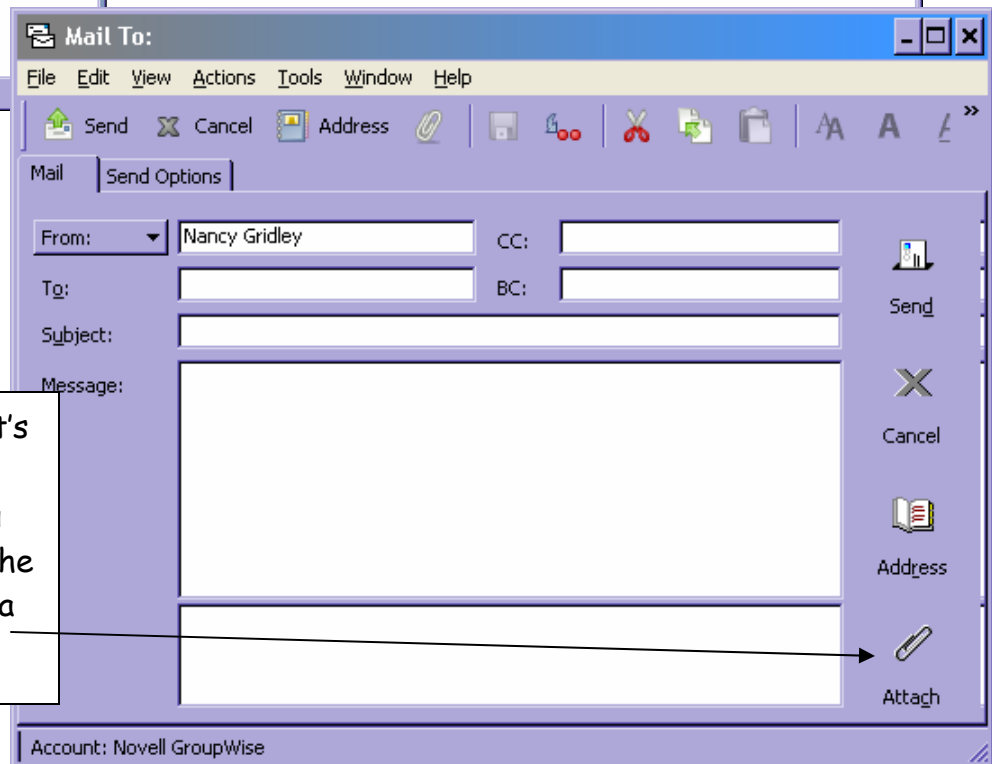 Mail To:
File Edit View Actions Tools Window Help
Send Cancel Address A A
Mail Send Options
From: Nancy Gridley CC:
To: BC:
Subject:
Message:
Send
Cancel
Address
Attach
t's
he
a
Account: Novell GroupWise